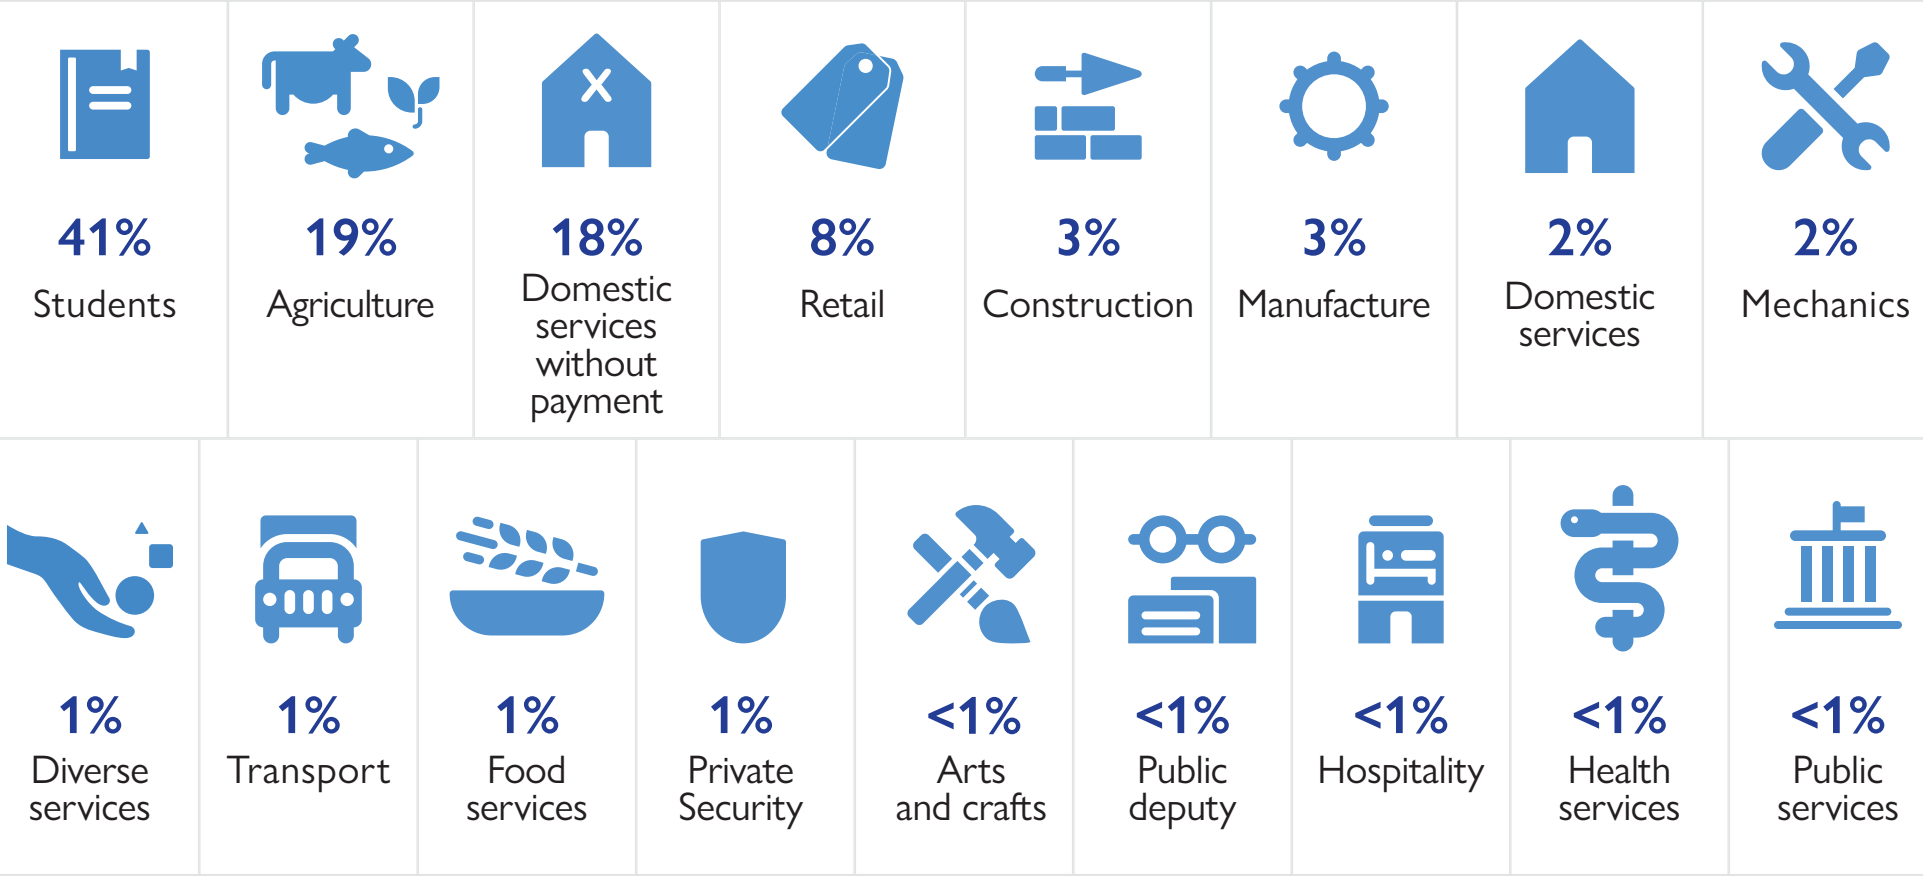 41%
Students
19%
Agriculture
18%
Domestic
services
without
payment
8%
Retail
3%
Construction
3%
Manufacture
2%
Domestic
services
2%
Mechanics
1%
Diverse
services
1%
Transport
1%
Food
services
1%
Private
Security
<1%
Arts
and crafts
<1%
Public
deputy
<1%
Hospitality
<1%
Health
services
<1%
Public
services